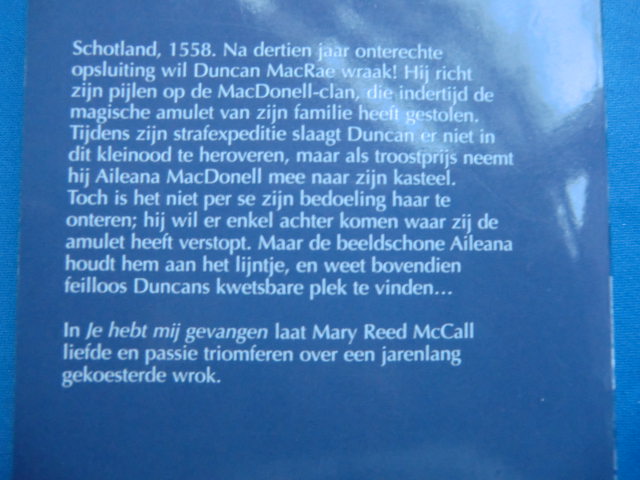 Schotland, 1558. Na dertien jaar onterechte
opsluiting wil Duncan MacRae wraak! Hij richt
zijn pijlen op de MacDonell-clan, die indertijd de
magische amulet van zijn familie heeft gestolen.
Tijdens zijn strafexpeditie slaagt Duncan er niet in
dit kleinood te heroveren, maar als troostprijs neemt
hij Aileana MacDonell mee naar zijn kasteel.
Toch is het niet per se zijn bedoeling haar te
onteren; hij wil er enkel achter komen waar zij de
amulet heeft verstopt. Maar de beeldschone Aileana
houdt hem aan het lijntje, en weet bovendien
feilloos Duncans kwetsbare plek te vinden...
In Je hebt mij gevangen laat Mary Reed McCall
liefde en passie triomferen over een jarenlang
gekoesterde wrok.